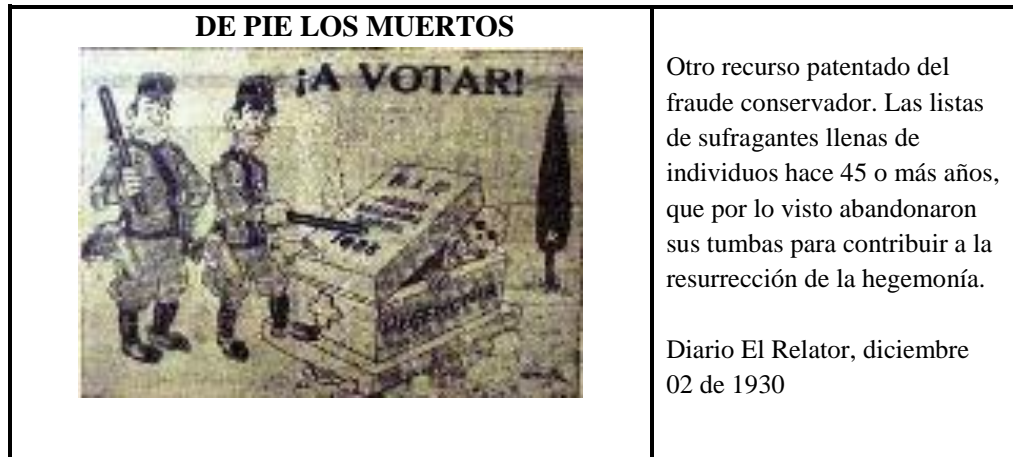 DE PIE LOS MUERTOS
¡A VOTAR!
R.I.P.
HEGEMONIA
Otro recurso patentado del
fraude conservador. Las listas
de sufragantes llenas de
individuos hace 45 o más años,
que por lo visto abandonaron
sus tumbas para contribuir a la
resurrección de la hegemonía.
Diario El Relator, diciembre
02 de 1930